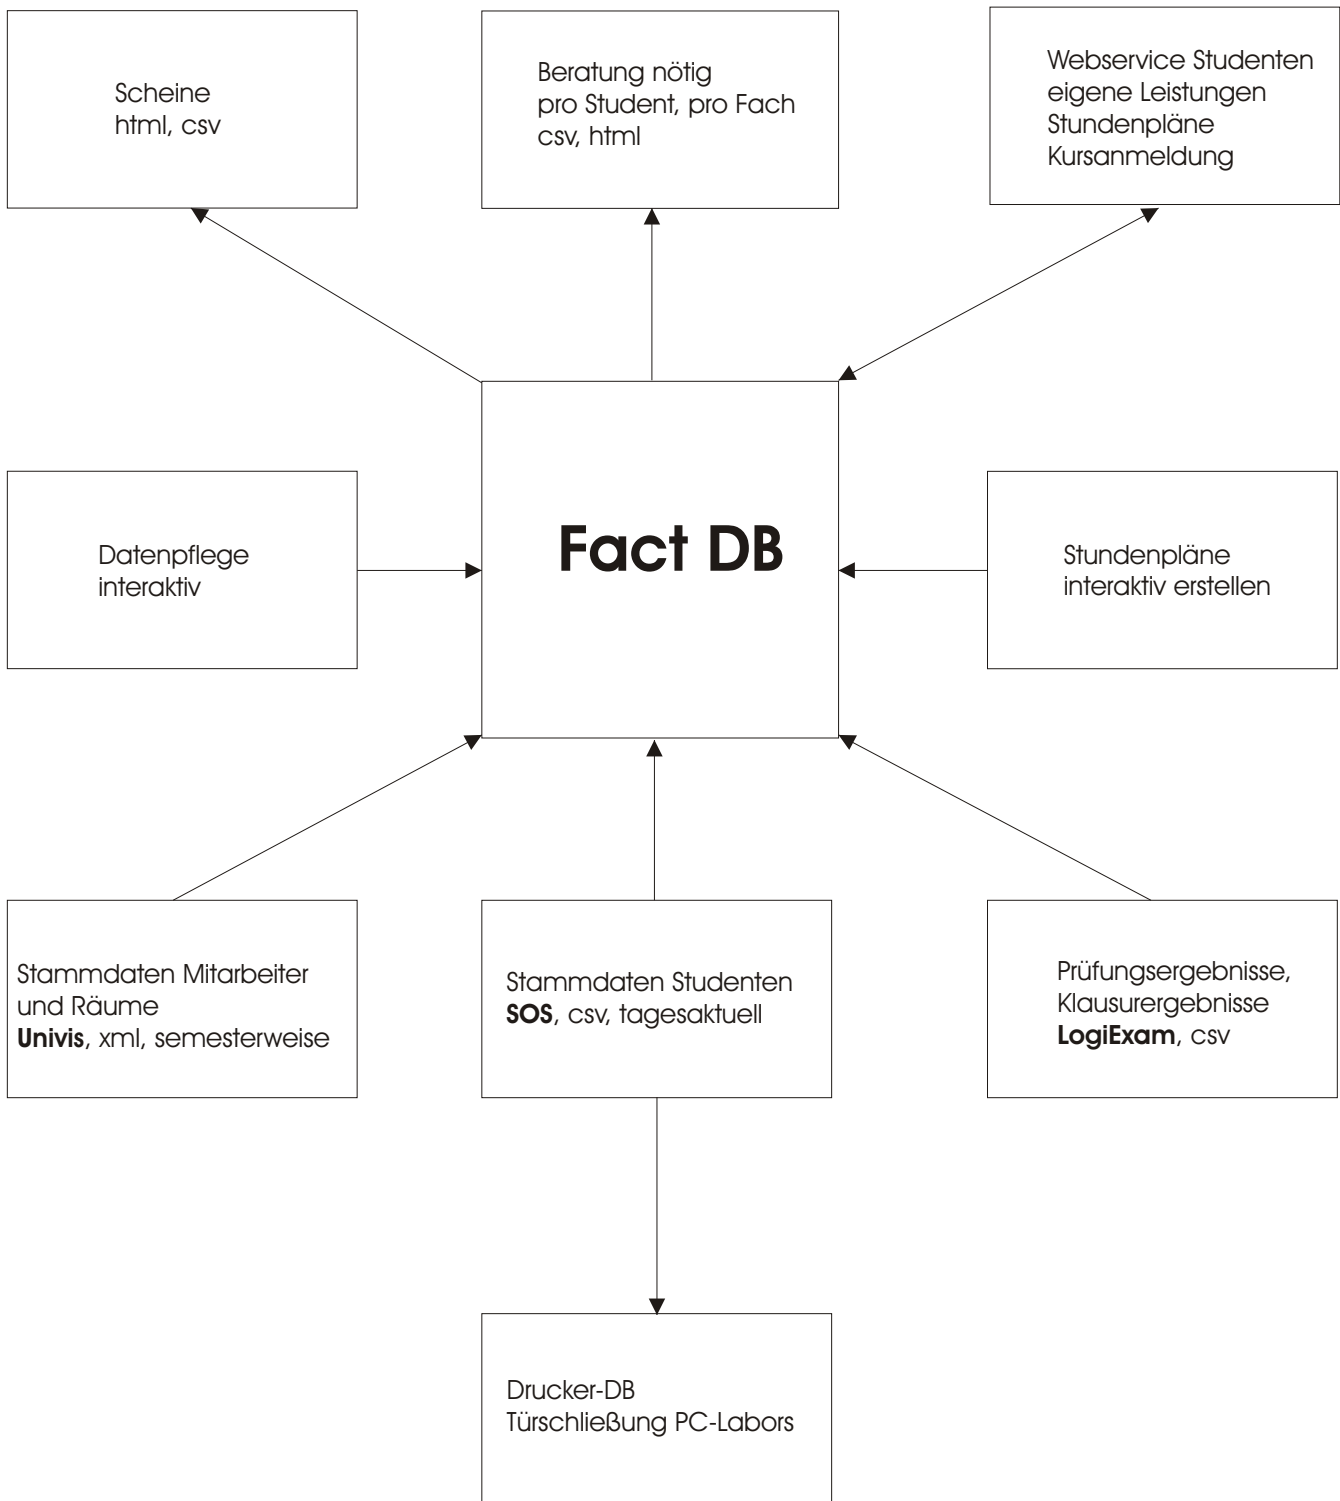 Scheine
html, csv
Beratung nötig
pro Student, pro Fach
csv, html
Webservice Studenten
eigene Leistungen
Stundenpläne
Kursanmeldung
Datenpflege
interaktiv
Fact DB
Stundenpläne
interaktiv erstellen
Stammdaten Mitarbeiter
und Räume
Univis, xml, semesterweise
Stammdaten Studenten
SOS, csv, tagesaktuell
Prüfungsergebnisse,
Klausurergebnisse
LogiExam, csv
Drucker-DB
Türschließung PC-Labors